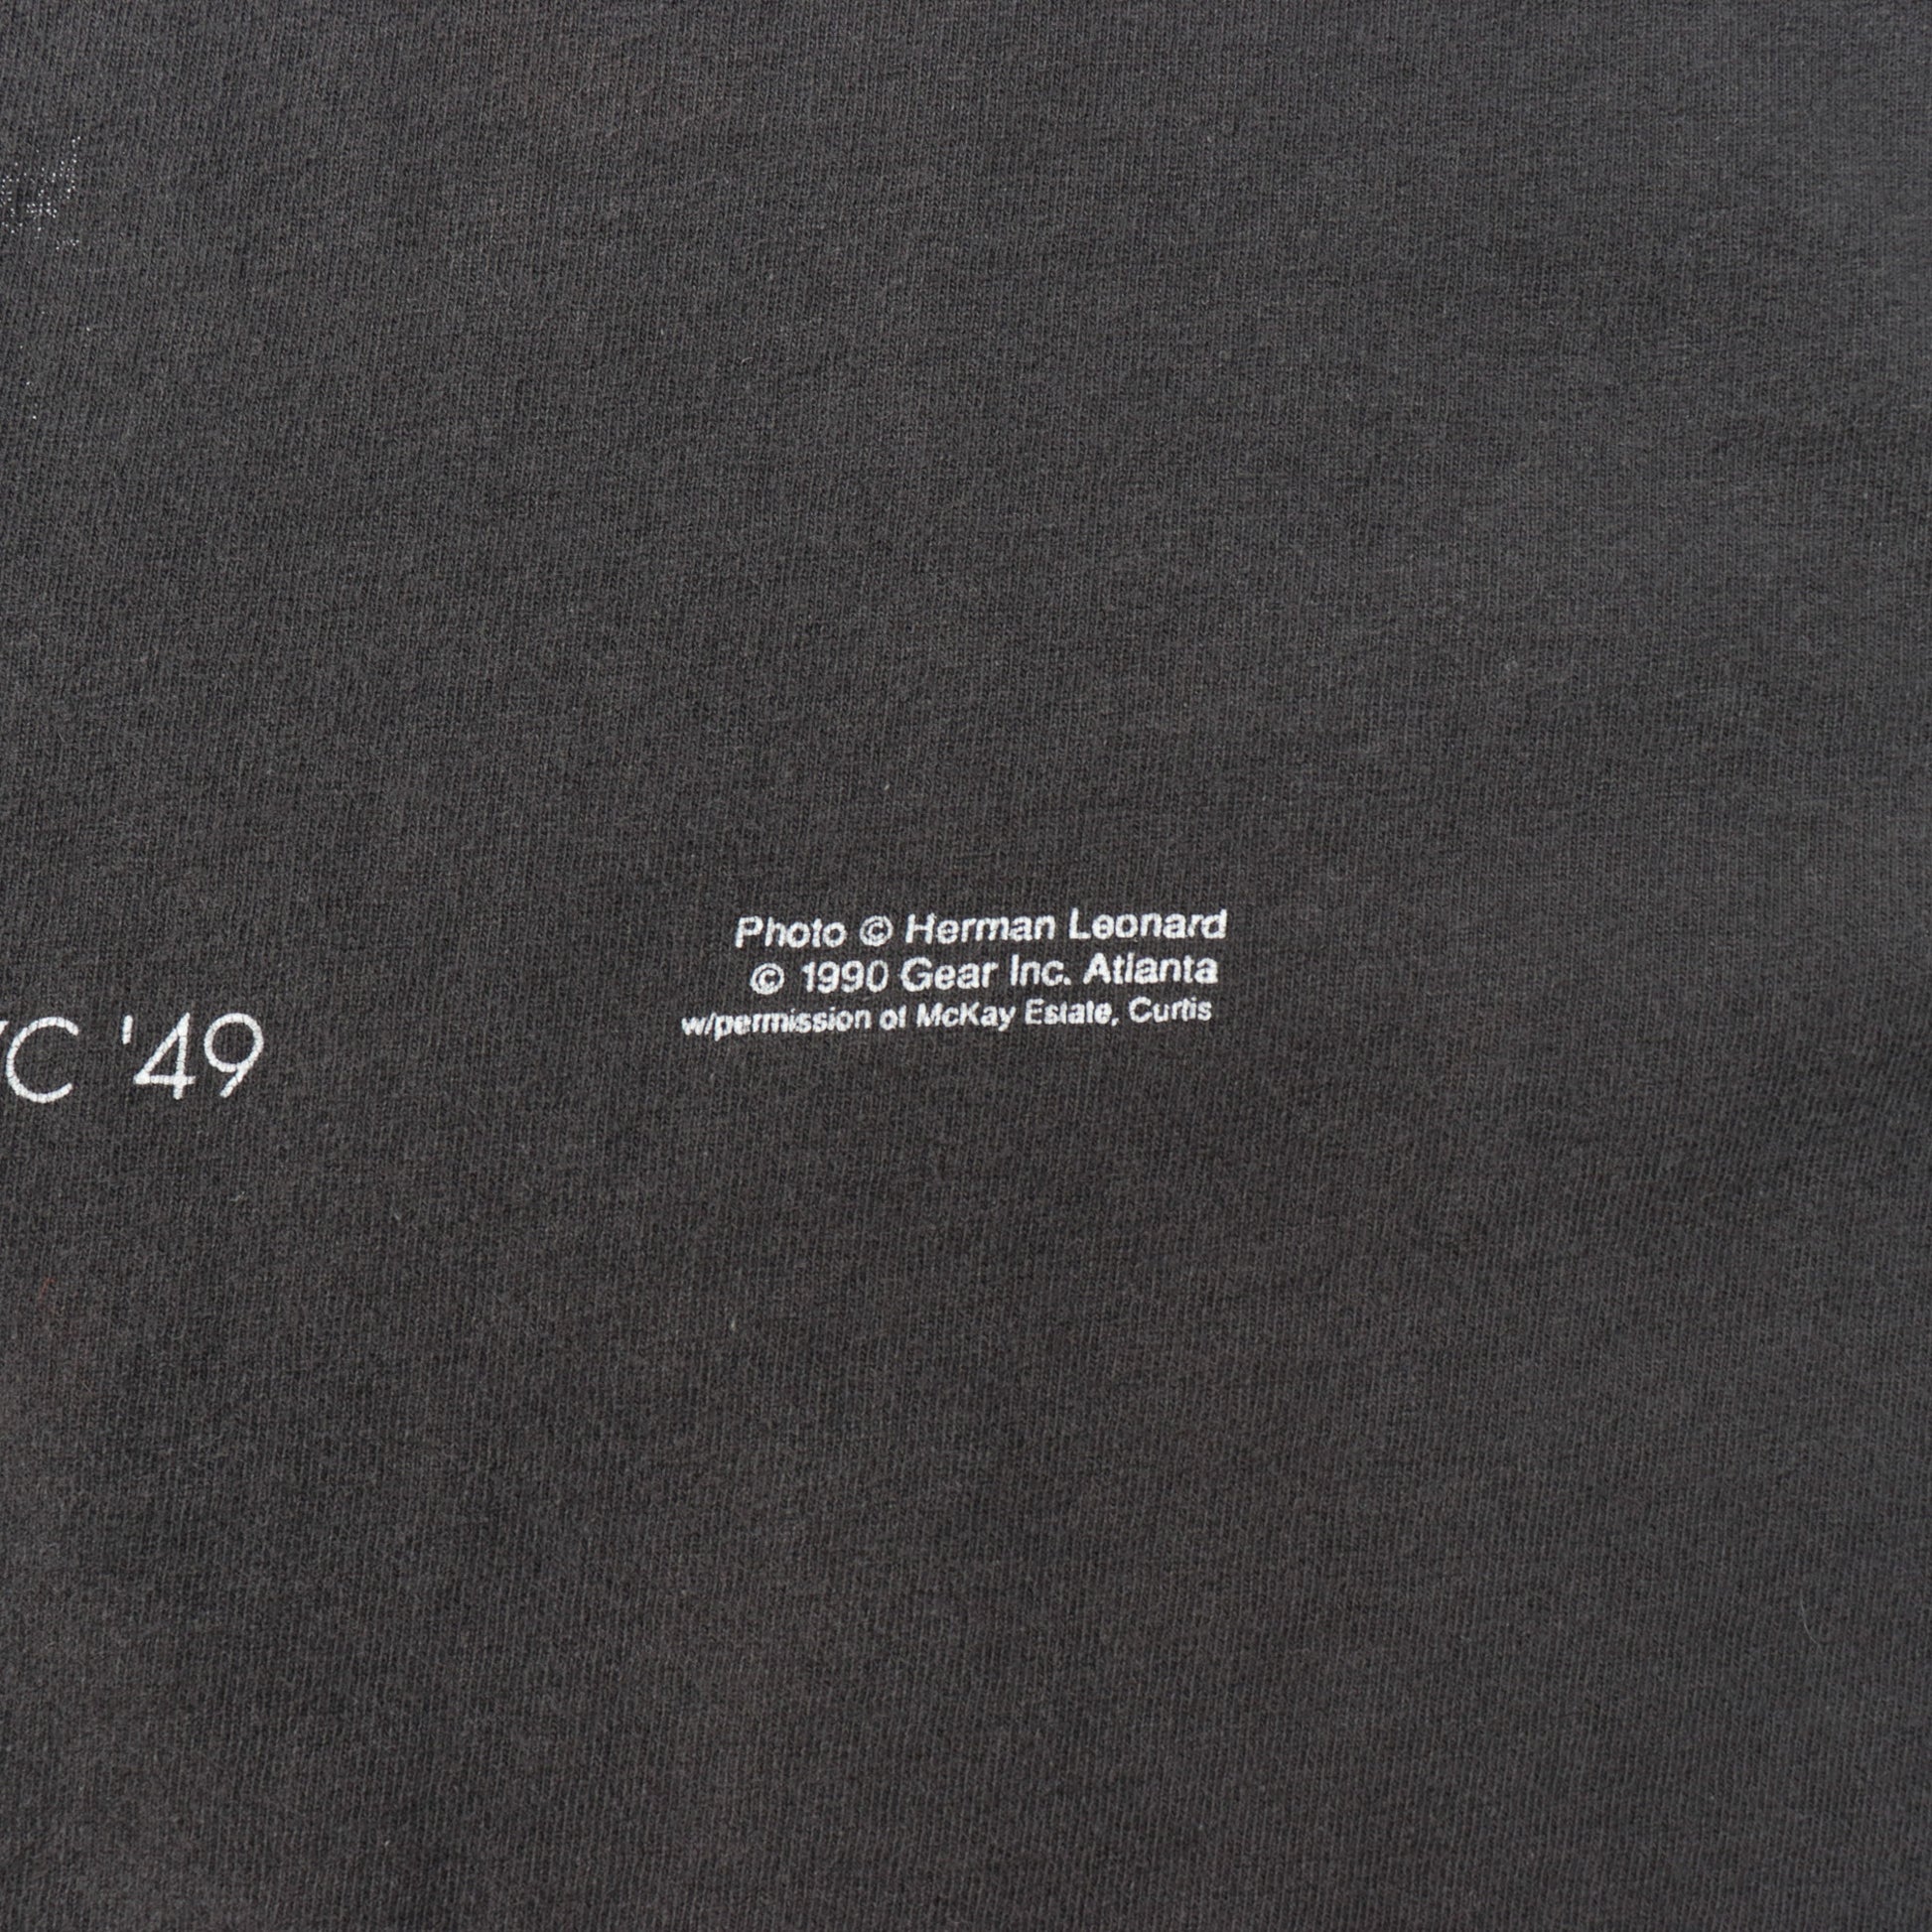 Photo © Herman Leonard
© 1990 Gear Inc. Atlanta
w/permission of McKay Estate, Curtis
'49